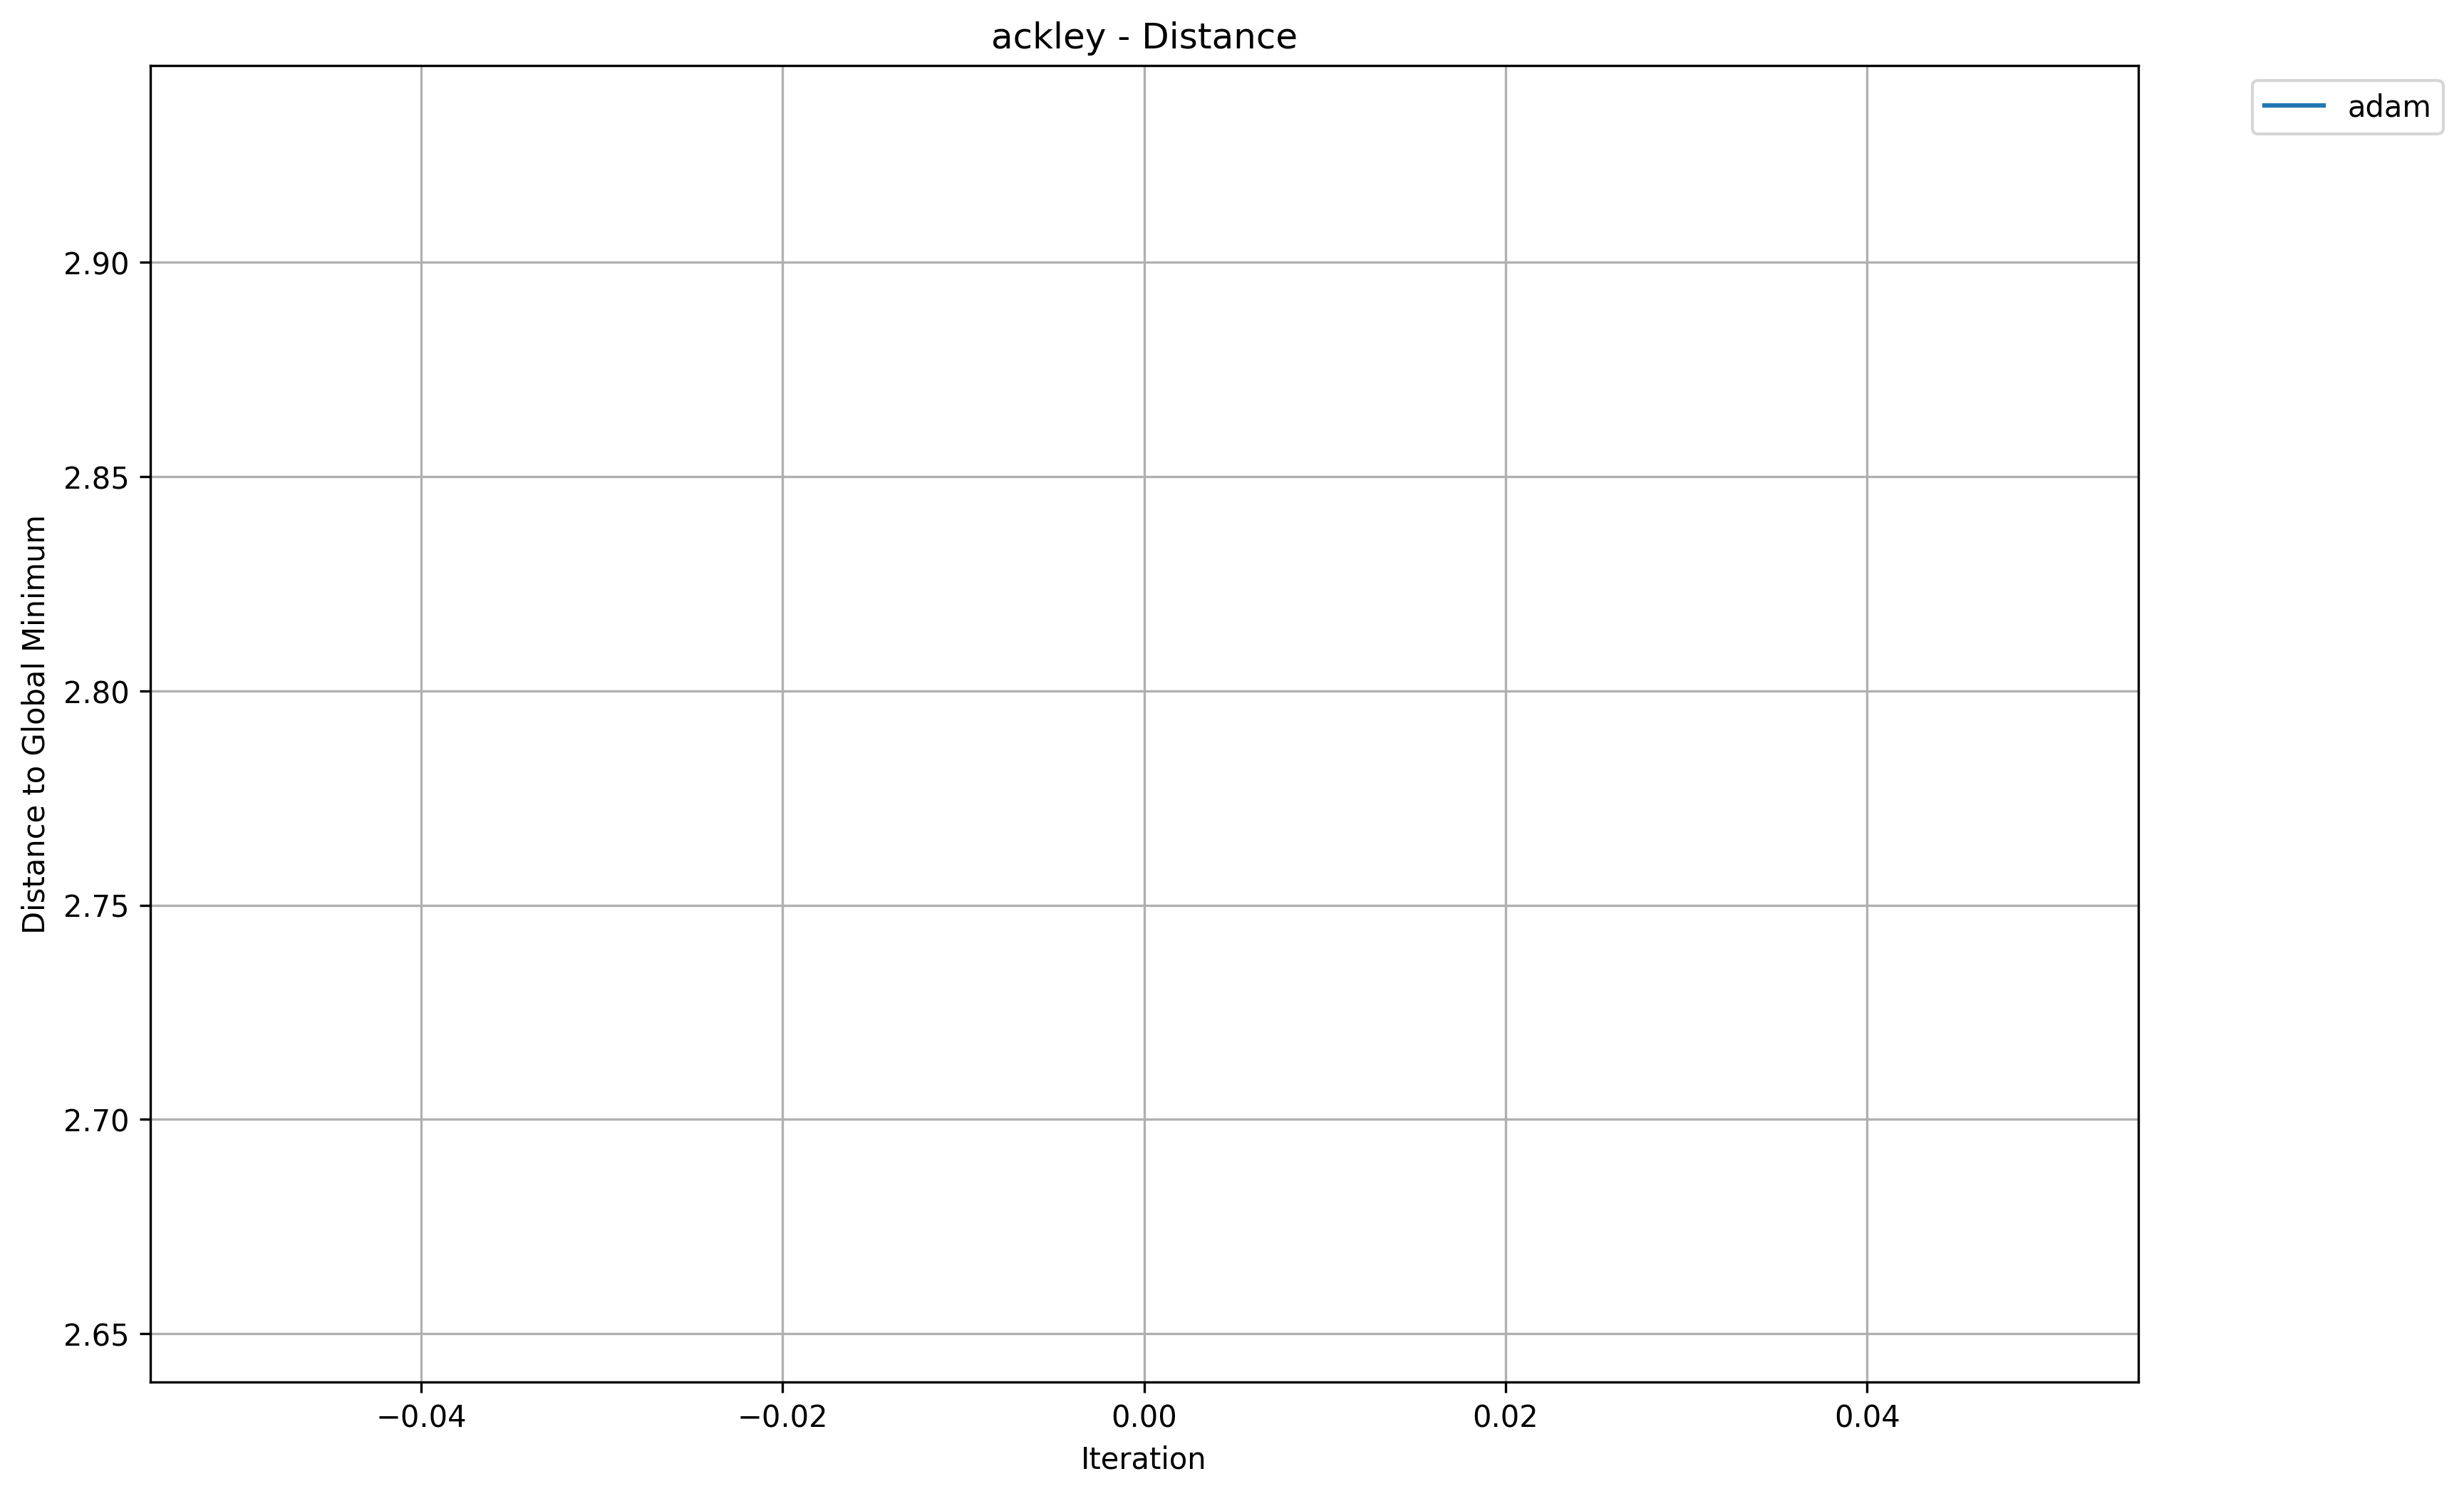 ackley - Distance
adam
Distance to Global Minimum
2.90
2.85
2.80
2.75
2.70
2.65
−0.04
−0.02
0.00
0.02
0.04
Iteration